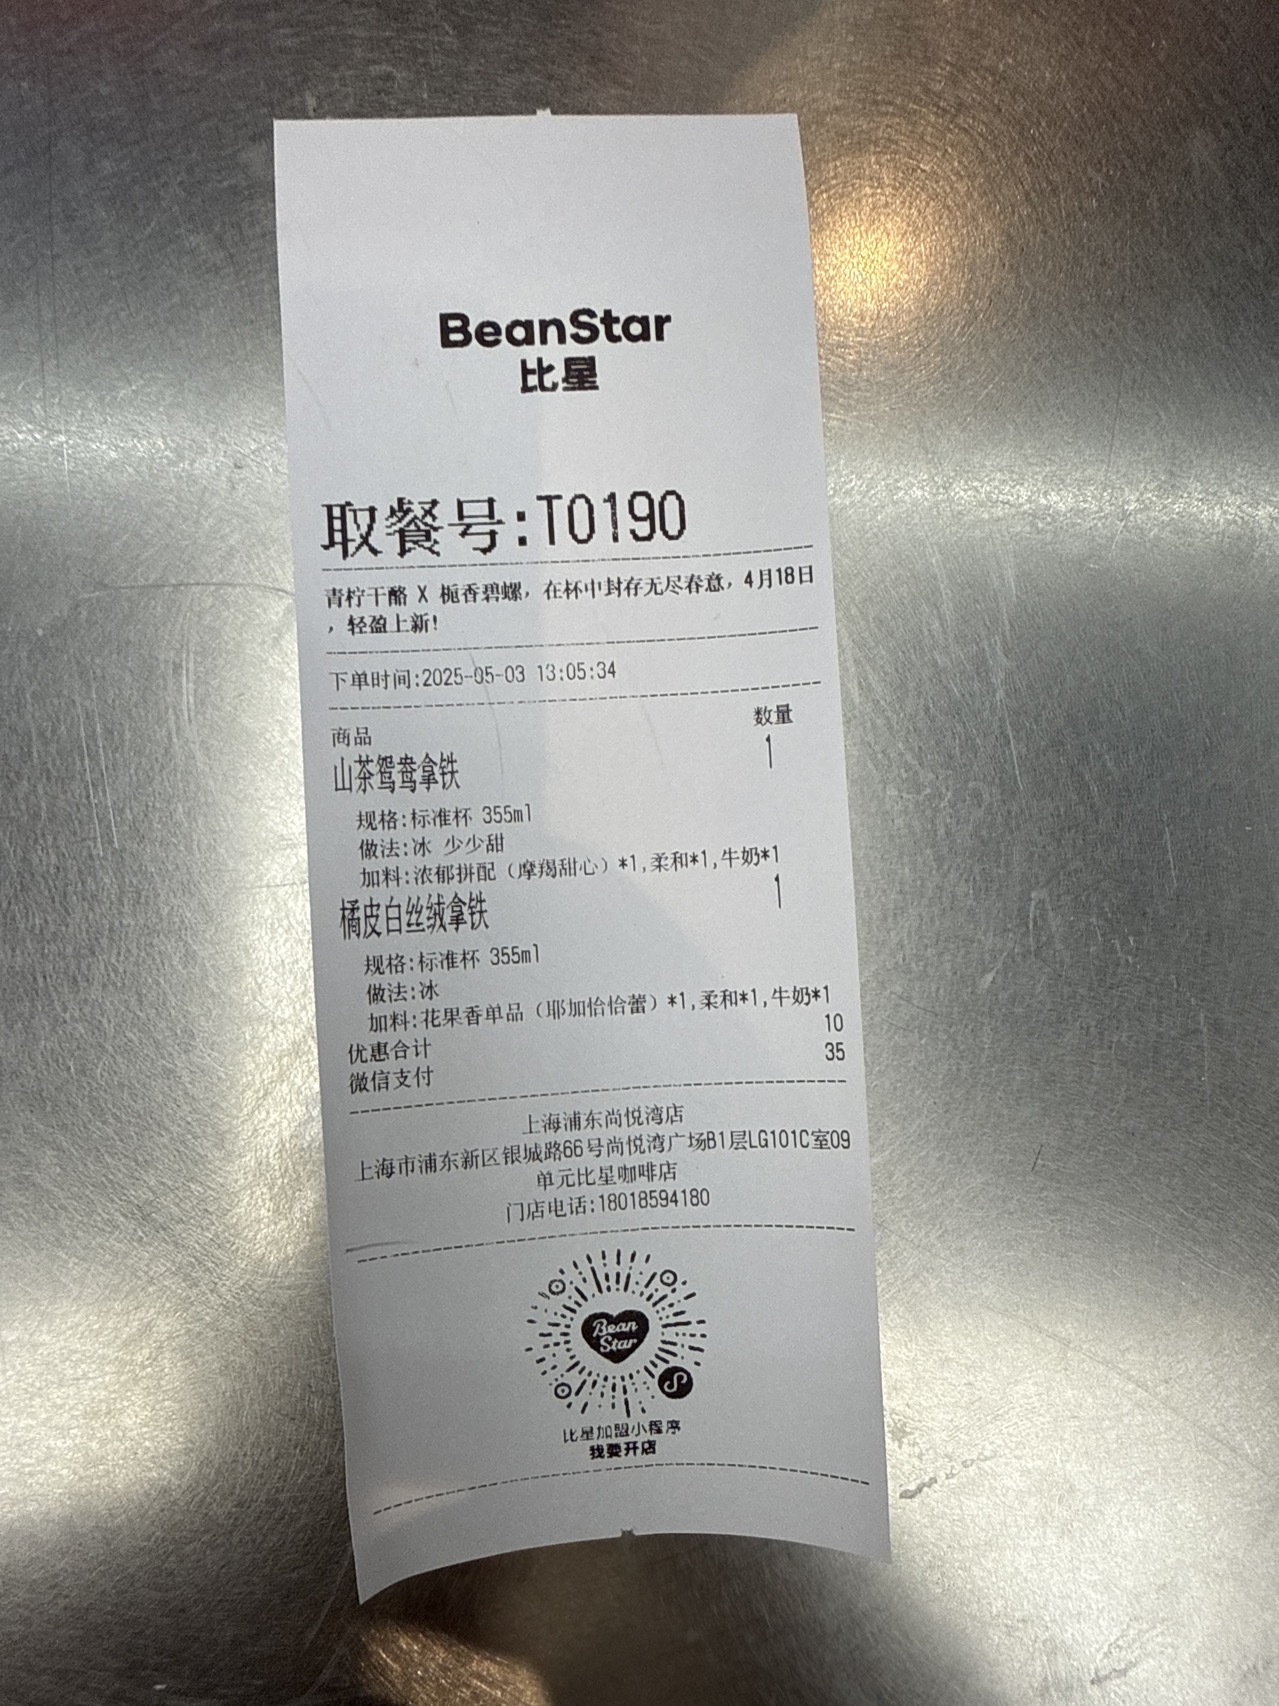 BeanStar
比星
取餐号:T0190
青柠干酪 X 栀香碧螺，在杯中封存无尽春意，4月18日
，轻盈上新!
下单时间:2025-05-03 13:05:34
商品 数量
山茶鸳鸯拿铁 1
规格:标准杯 355ml
做法:冰 少少甜
加料:浓郁拼配（摩羯甜心）*1,柔和*1,牛奶*1
橘皮白丝绒拿铁 1
规格:标准杯 355ml
做法:冰
加料:花果香单品（耶加恰恰蕾）*1,柔和*1,牛奶*1
优惠合计 10
微信支付 35
上海浦东尚悦湾店
上海市浦东新区银城路66号尚悦湾广场B1层LG101C室09
单元比星咖啡店
门店电话:18018594180
Bean
Star
比星加盟小程序
我要开店